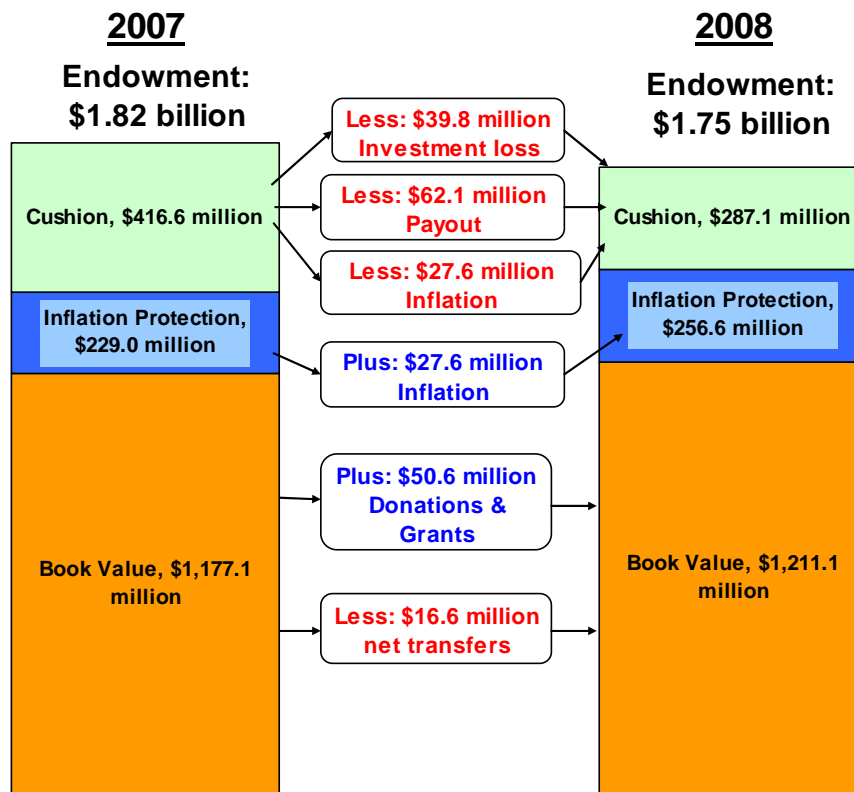 2007
Endowment:
$1.82 billion
Cushion, $416.6 million
Inflation Protection,
$229.0 million
Book Value, $1,177.1
million
Less: $39.8 million
Investment loss
Less: $62.1 million
Payout
Less: $27.6 million
Inflation
Plus: $27.6 million
Inflation
Plus: $50.6 million
Donations &
Grants
Less: $16.6 million
net transfers
2008
Endowment:
$1.75 billion
Cushion, $287.1 million
Inflation Protection,
$256.6 million
Book Value, $1,211.1
million